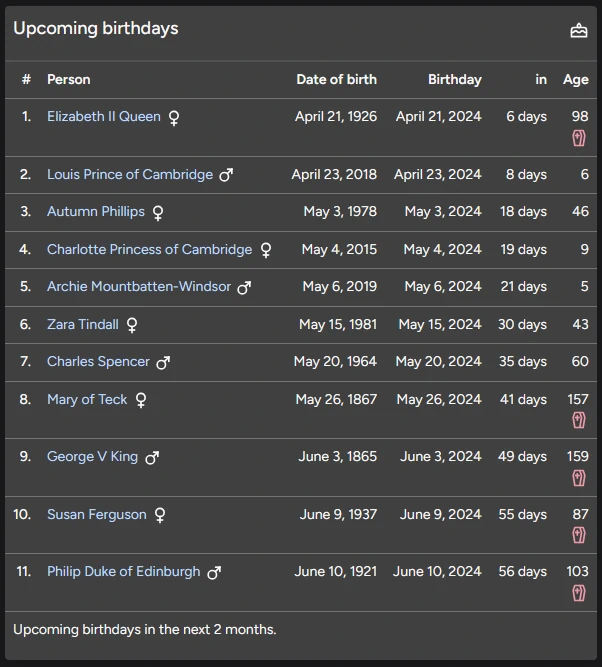 Upcoming birthdays
# Person Date of birth Birthday in Age
1. Elizabeth II Queen April 21, 1926 April 21, 2024 6 days 98
2. Louis Prince of Cambridge April 23, 2018 April 23, 2024 8 days 6
3. Autumn Phillips May 3, 1978 May 3, 2024 18 days 46
4. Charlotte Princess of Cambridge May 4, 2015 May 4, 2024 19 days 9
5. Archie Mountbatten-Windsor May 6, 2019 May 6, 2024 21 days 5
6. Zara Tindall May 15, 1981 May 15, 2024 30 days 43
7. Charles Spencer May 20, 1964 May 20, 2024 35 days 60
8. Mary of Teck May 26, 1867 May 26, 2024 41 days 157
9. George V King June 3, 1865 June 3, 2024 49 days 159
10. Susan Ferguson June 9, 1937 June 9, 2024 55 days 87
11. Philip Duke of Edinburgh June 10, 1921 June 10, 2024 56 days 103
Upcoming birthdays in the next 2 months.